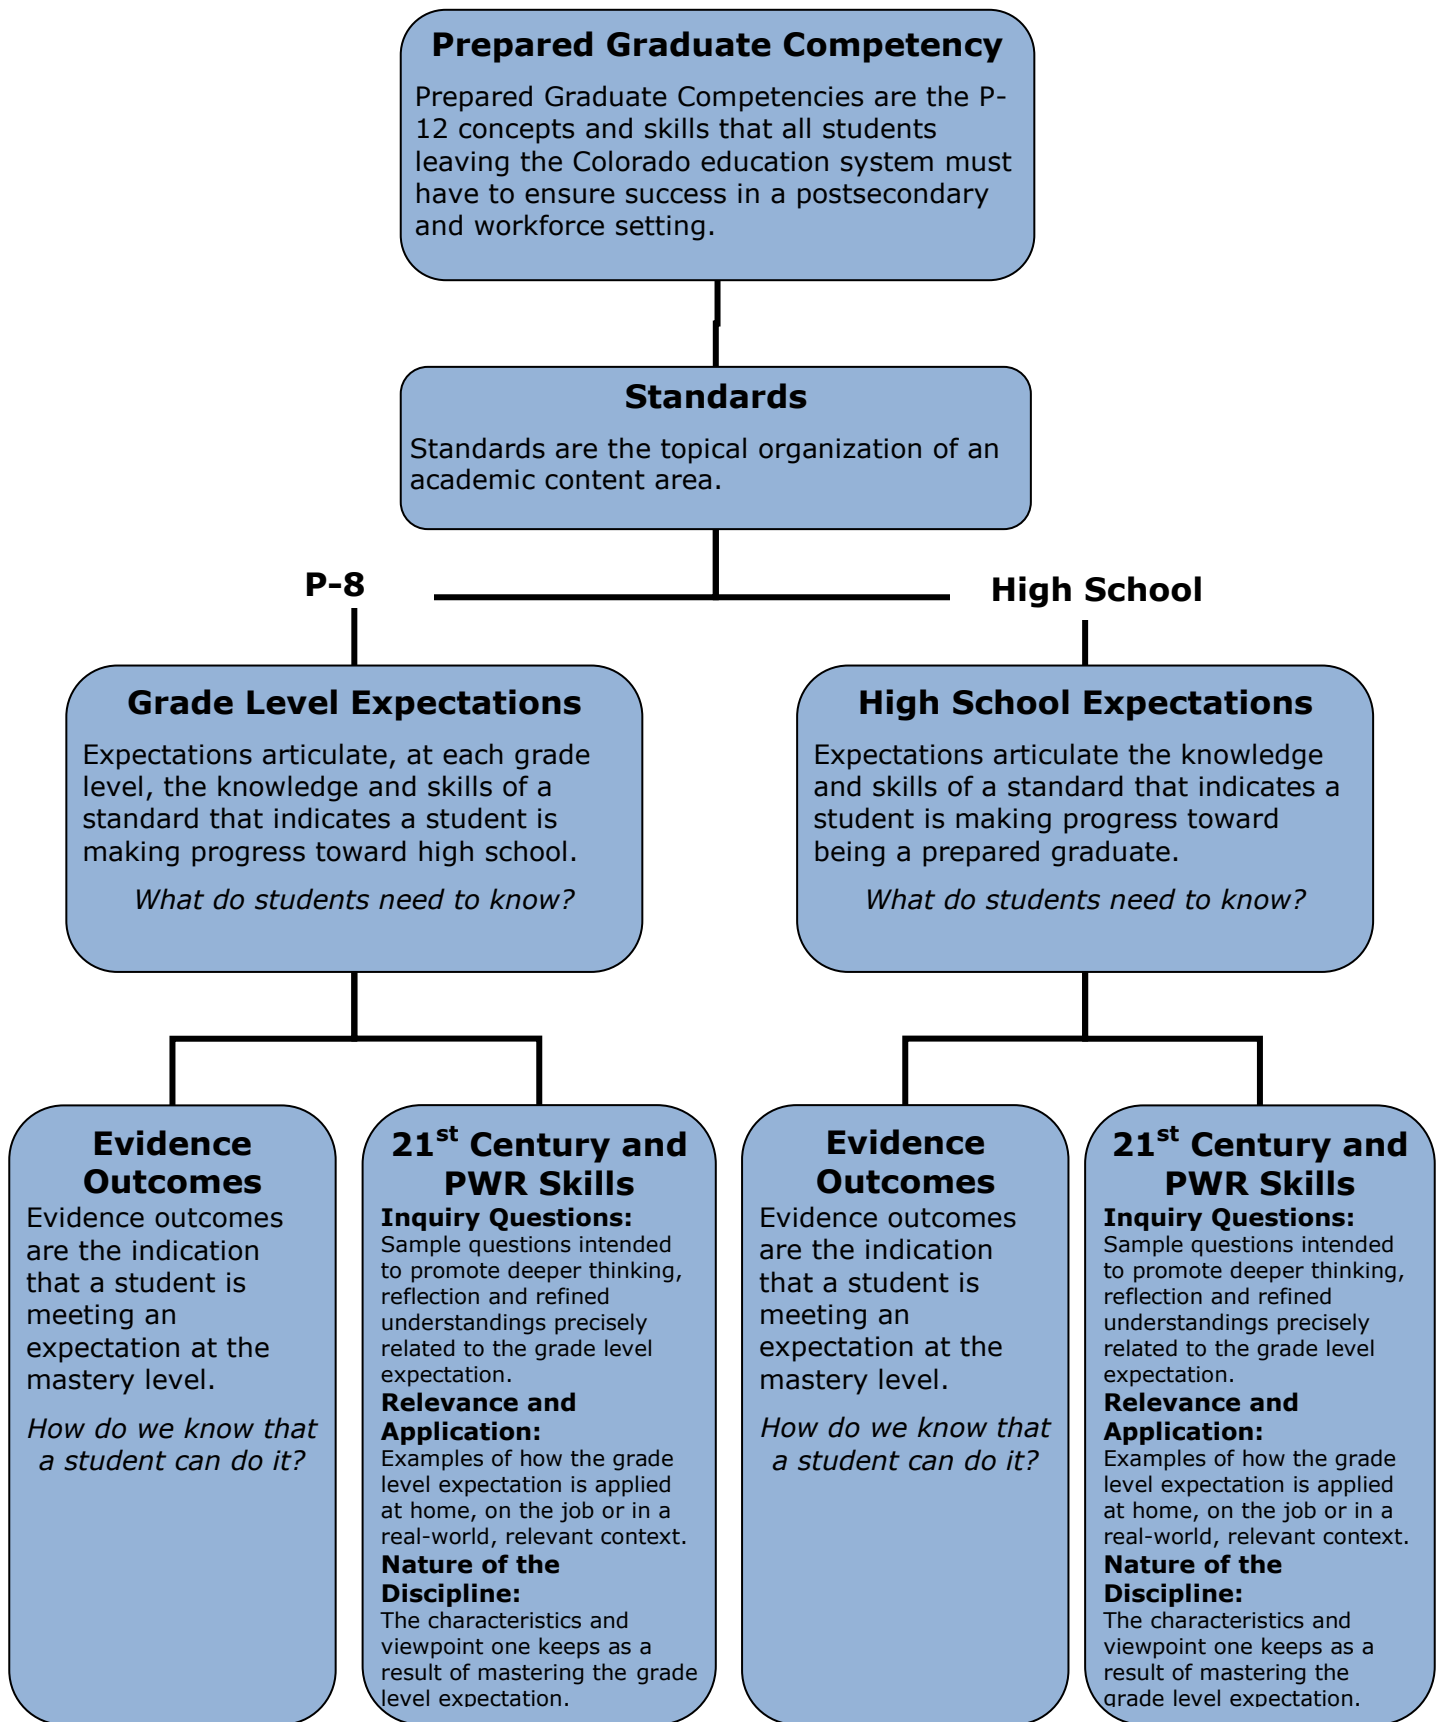 Prepared Graduate Competency
Prepared Graduate Competencies are the P-
12 concepts and skills that all students
leaving the Colorado education system must
have to ensure success in a postsecondary
and workforce setting.
Standards
Standards are the topical organization of an
academic content area.
P-8
High School
Grade Level Expectations
Expectations articulate, at each grade
level, the knowledge and skills of a
standard that indicates a student is
making progress toward high school.
What do students need to know?
High School Expectations
Expectations articulate the knowledge
and skills of a standard that indicates a
student is making progress toward
being a prepared graduate.
What do students need to know?
Evidence
Outcomes
Evidence outcomes
are the indication
that a student is
meeting an
expectation at the
mastery level.
How do we know that
a student can do it?
21st Century and
PWR Skills
Inquiry Questions:
Sample questions intended
to promote deeper thinking,
reflection and refined
understandings precisely
related to the grade level
expectation.
Relevance and
Application:
Examples of how the grade
level expectation is applied
at home, on the job or in a
real-world, relevant context.
Nature of the
Discipline:
The characteristics and
viewpoint one keeps as a
result of mastering the grade
level expectation.
Evidence
Outcomes
Evidence outcomes
are the indication
that a student is
meeting an
expectation at the
mastery level.
How do we know that
a student can do it?
21st Century and
PWR Skills
Inquiry Questions:
Sample questions intended
to promote deeper thinking,
reflection and refined
understandings precisely
related to the grade level
expectation.
Relevance and
Application:
Examples of how the grade
level expectation is applied
at home, on the job or in a
real-world, relevant context.
Nature of the
Discipline:
The characteristics and
viewpoint one keeps as a
result of mastering the
grade level expectation.